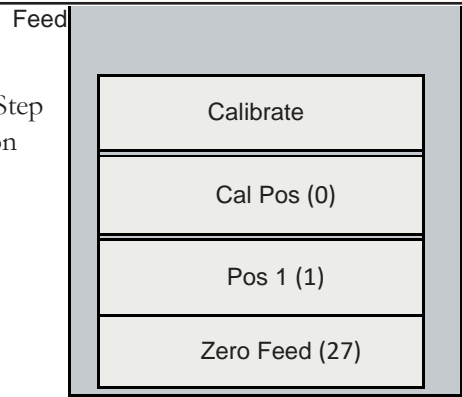 Feed
Step
on
Calibrate
Cal Pos (0)
Pos 1 (1)
Zero Feed (27)